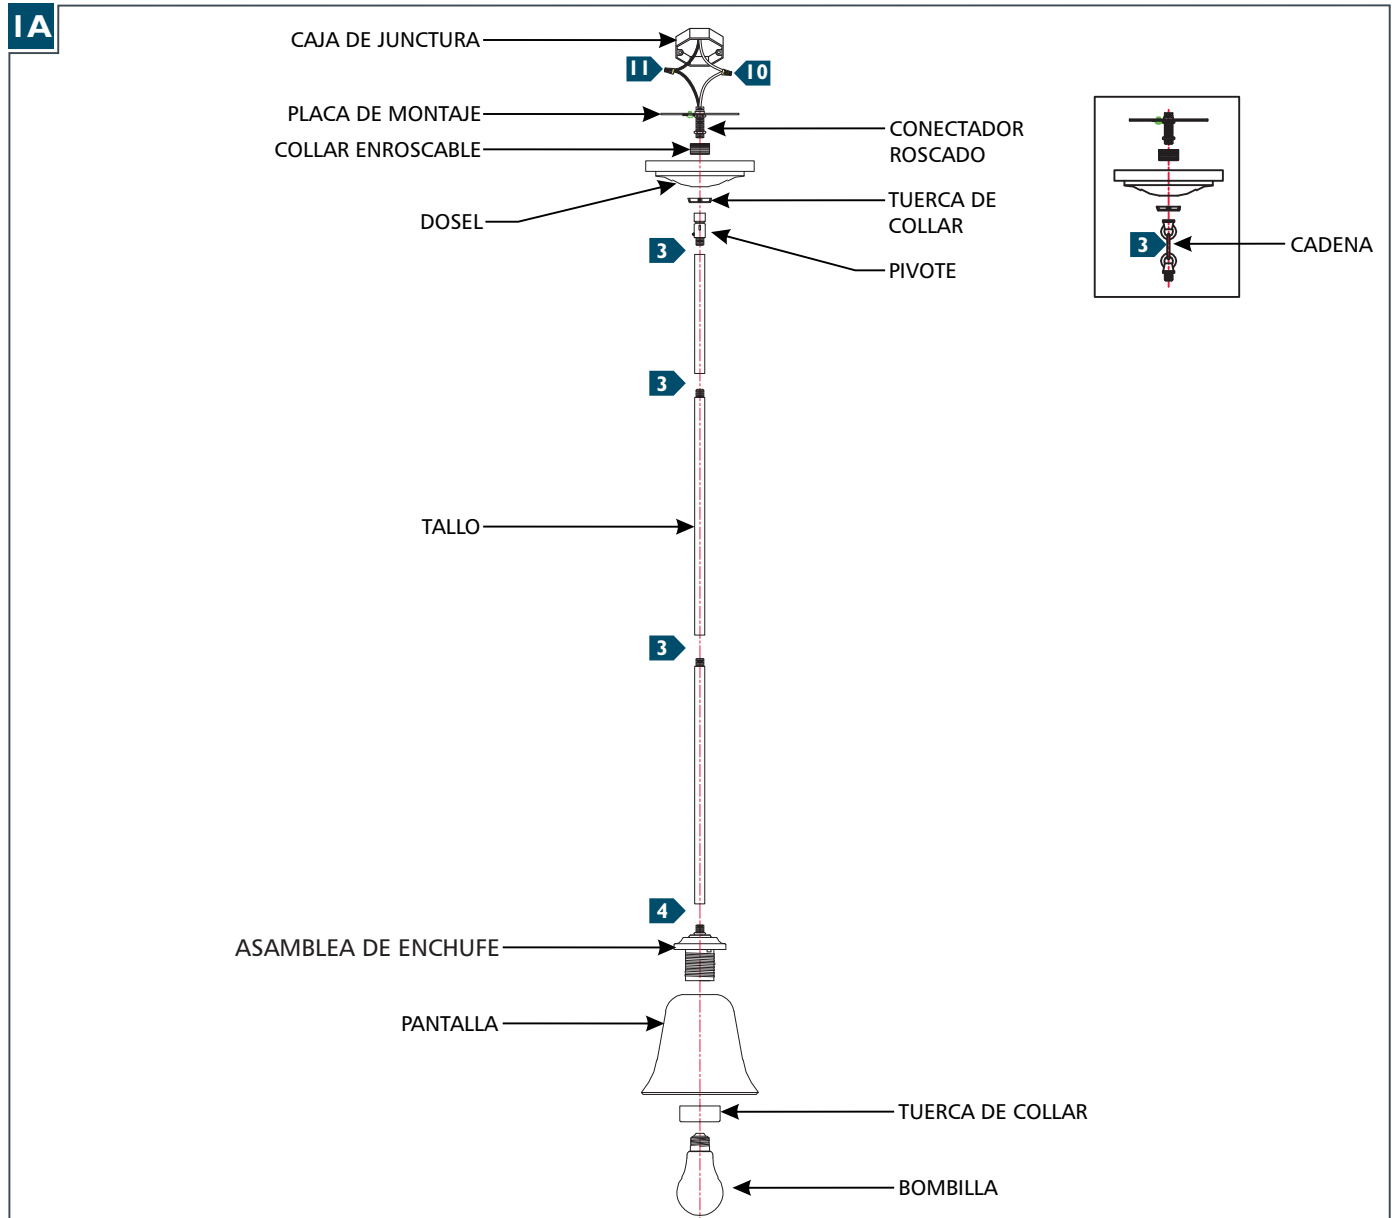 1A
CAJA DE JUNCTURA
11
10
PLACA DE MONTAJE
CONECTADOR
ROSCADO
COLLAR ENROSCABLE
TUERCA DE
COLLAR
DOSEL
3
PIVOTE
3
CADENA
3
TALLO
3
4
ASAMBLEA DE ENCHUFE
PANTALLA
TUERCA DE COLLAR
BOMBILLA